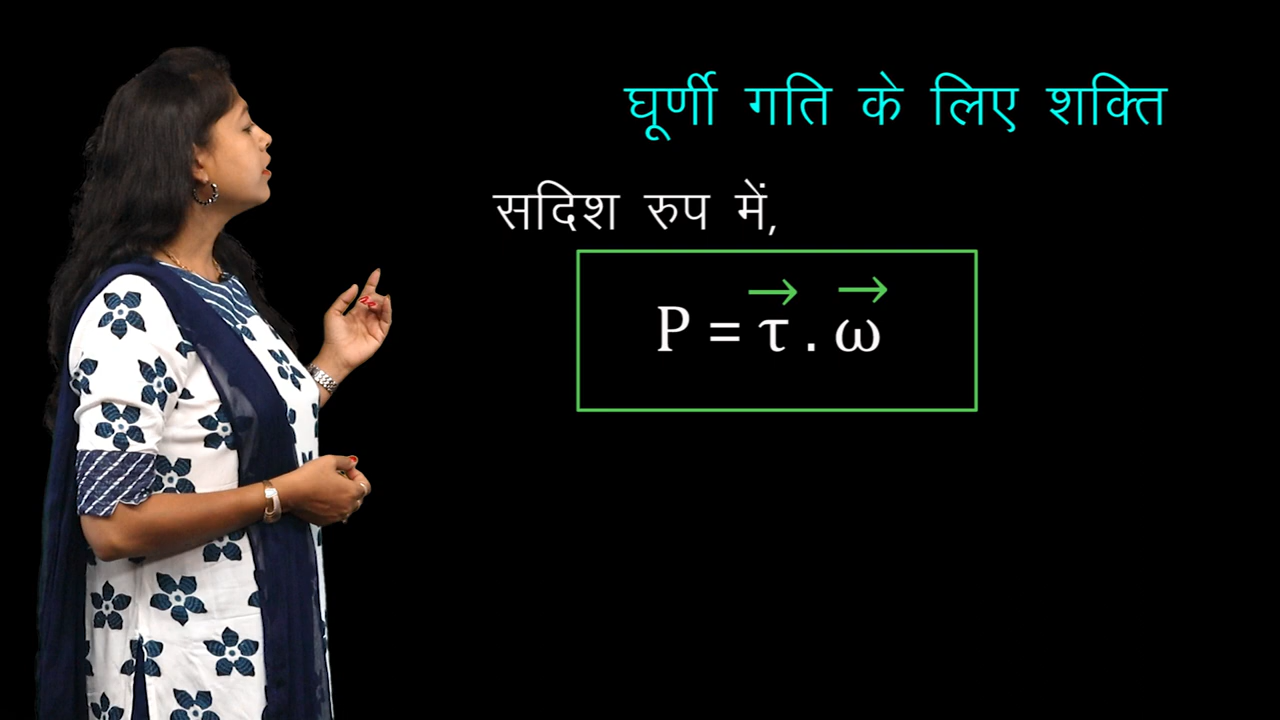 घूर्णी गति के लिए शक्ति
सदिश रुप में,
P = τ⃗ . ω⃗